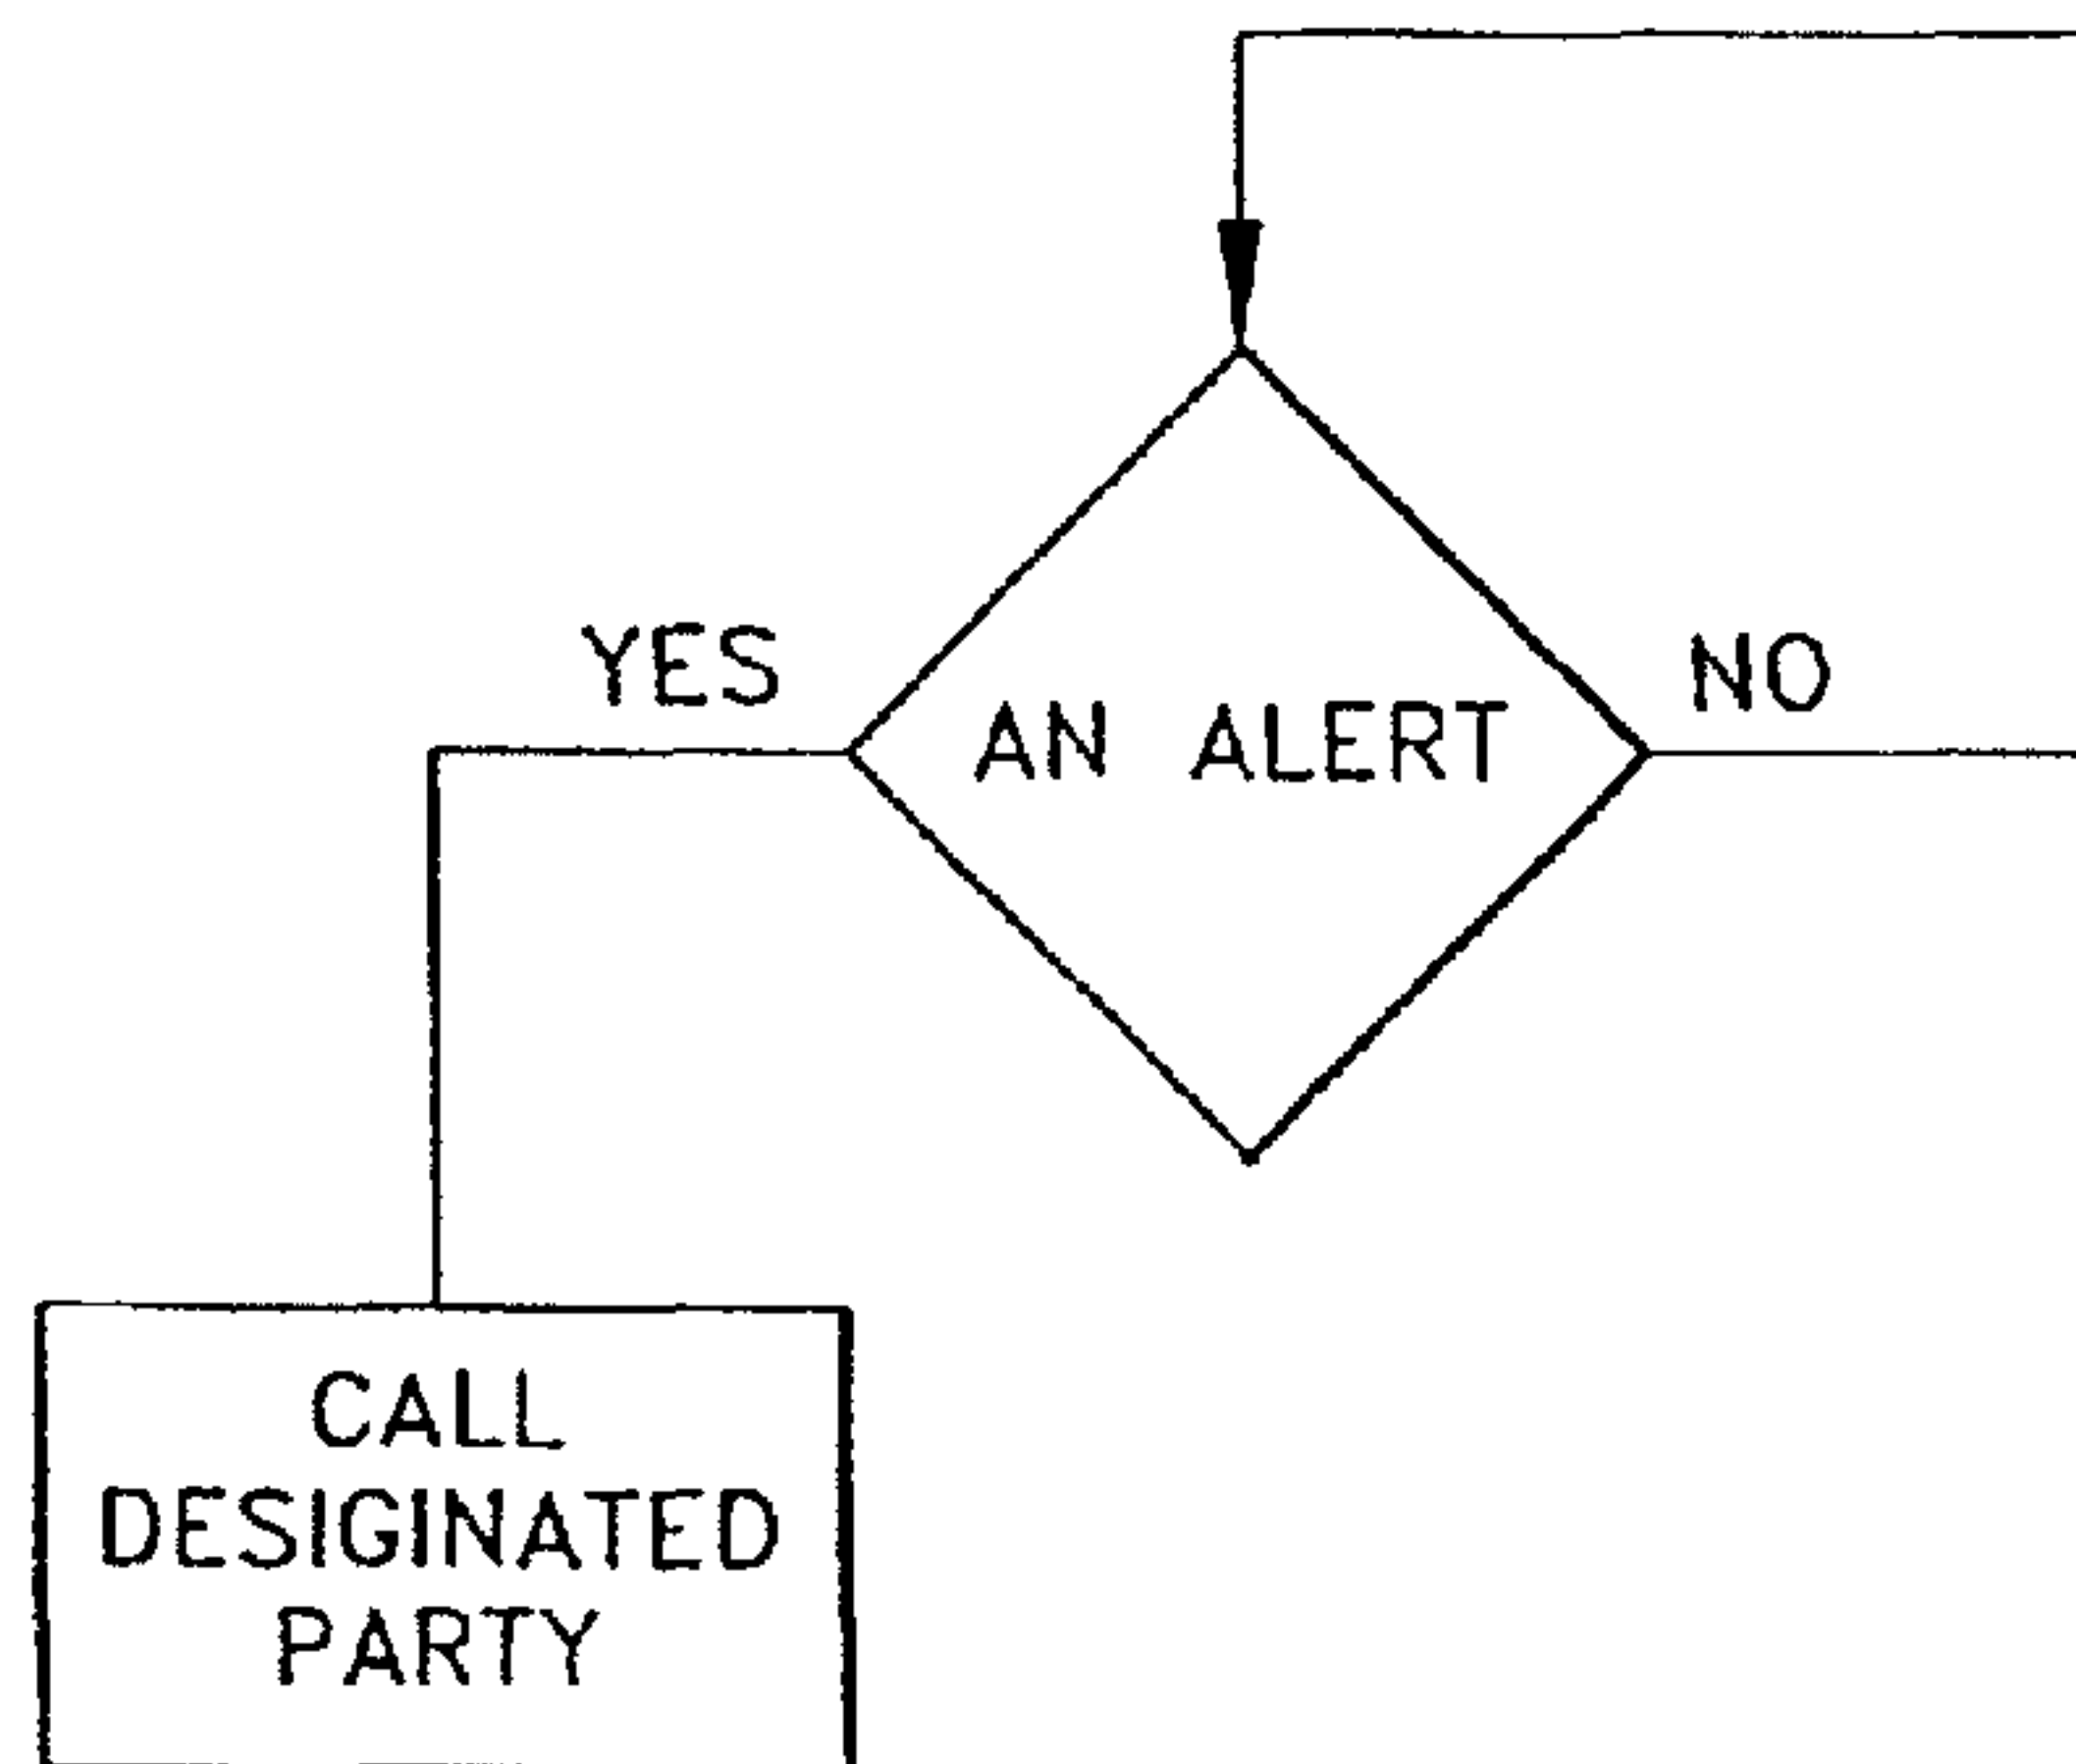 YES
NO
AN ALERT
CALL
DESIGINATED
PARTY